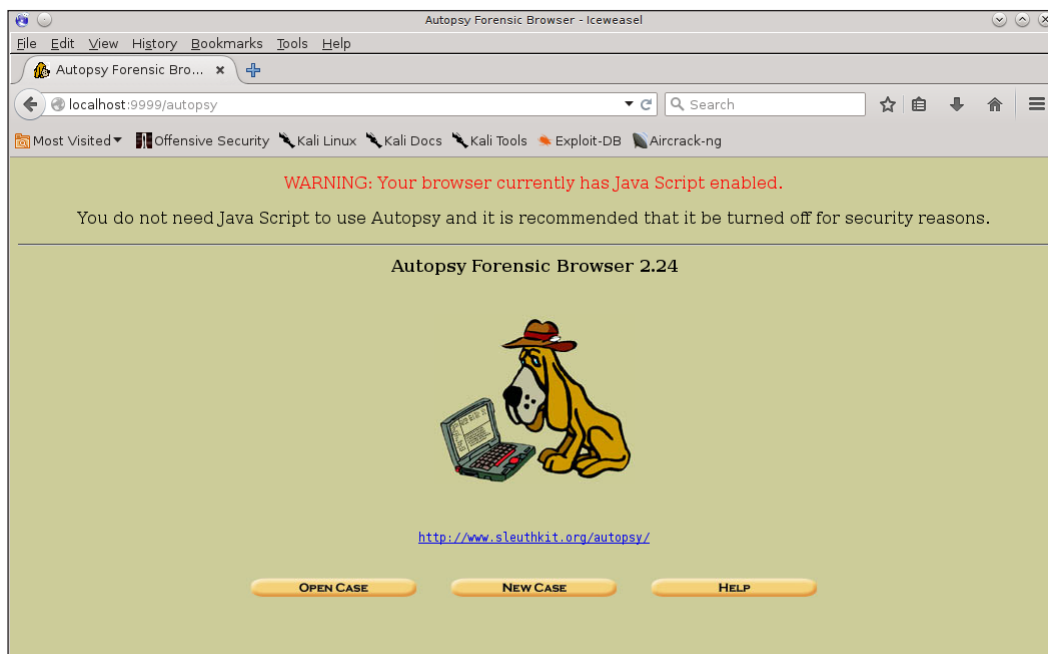 Autopsy Forensic Browser - Iceweasel
File Edit View History Bookmarks Tools Help
Autopsy Forensic Bro...
localhost:9999/autopsy
Search
Most Visited Offensive Security Kali Linux Kali Docs Kali Tools Exploit-DB Aircrack-ng
WARNING: Your browser currently has Java Script enabled.
You do not need Java Script to use Autopsy and it is recommended that it be turned off for security reasons.
Autopsy Forensic Browser 2.24
http://www.sleuthkit.org/autopsy/
OPEN CASE NEW CASE HELP